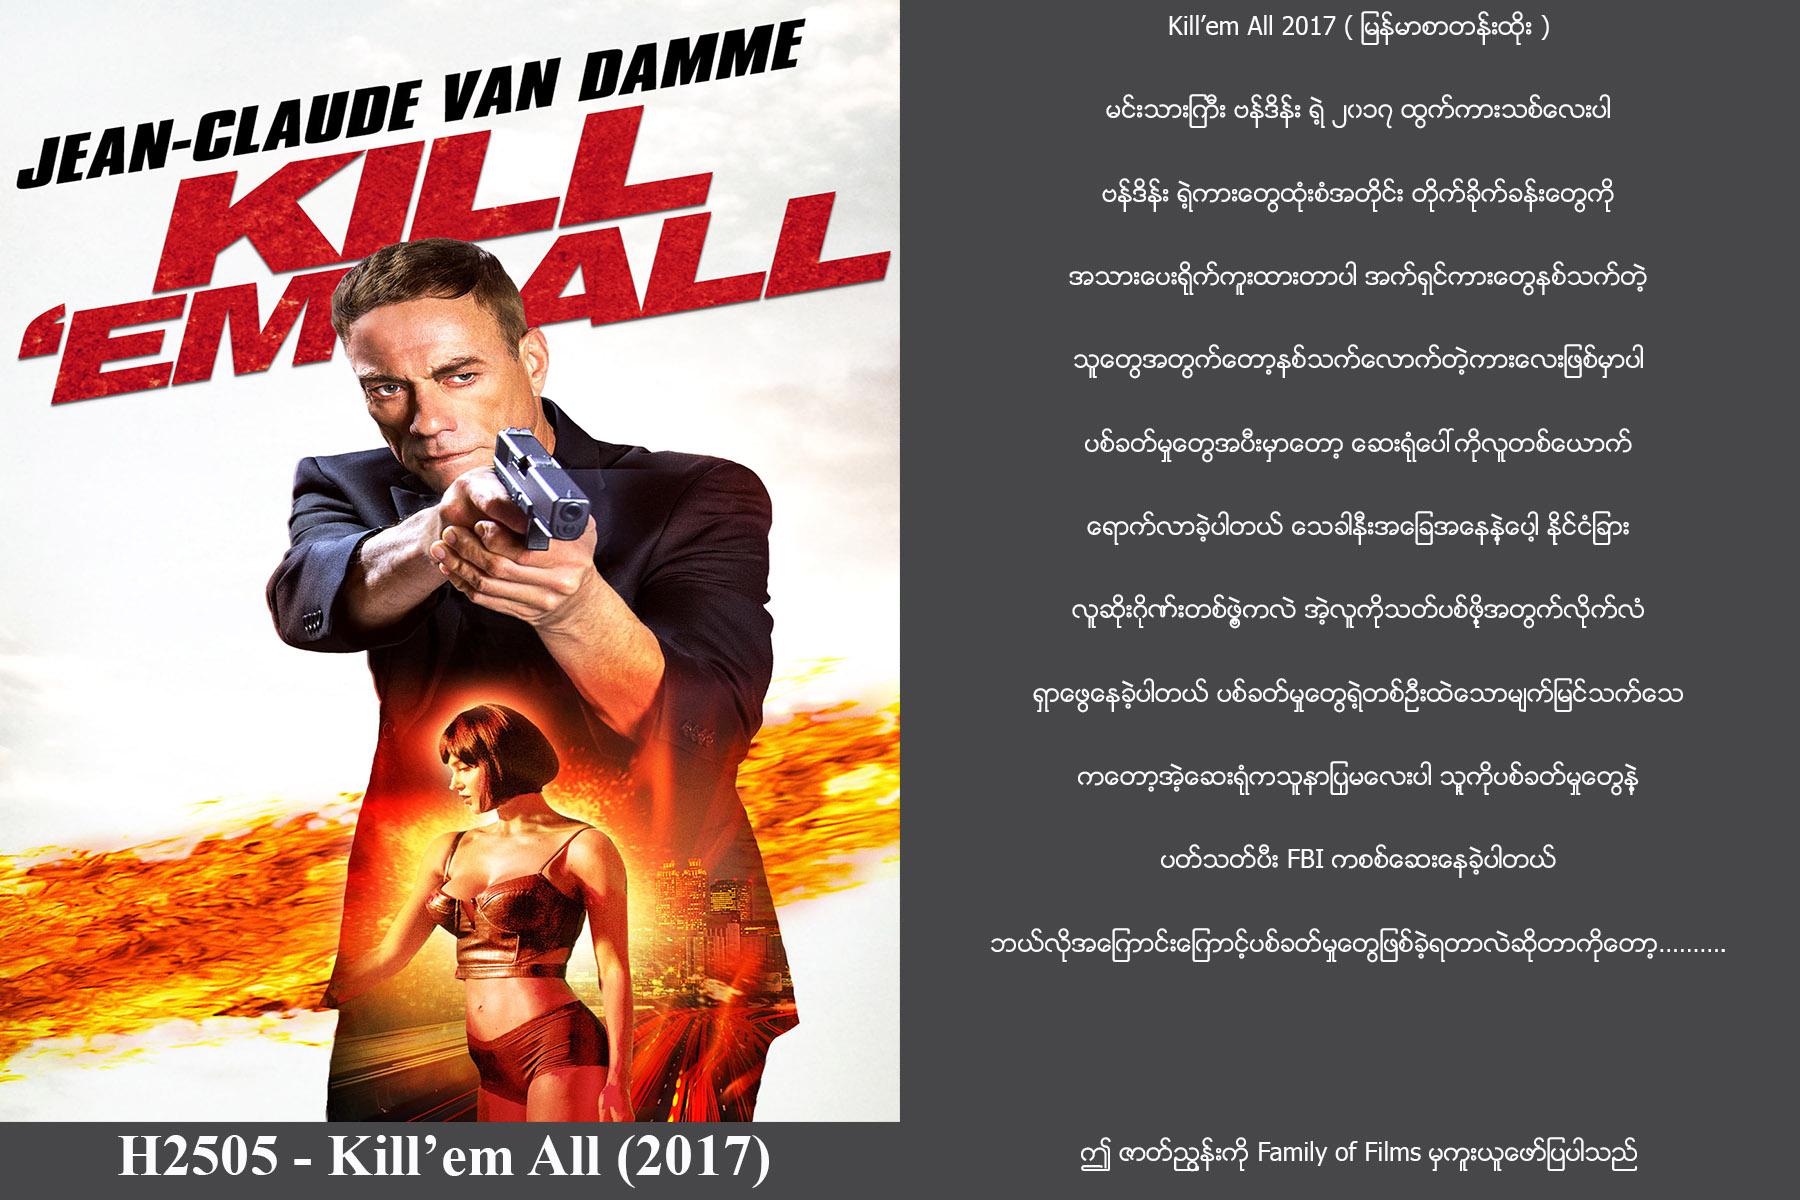 JEAN-CLAUDE VAN DAMME
KILL
'EM ALL
H2505 - Kill’em All (2017)
Kill’em All 2017 ( မြန်မာစာတန်းထိုး )
မင်းသားကြီး ဗန်ဒိန်း ရဲ့ ၂၀၁၇ ထွက်ကားသစ်လေးပါ
ဗန်ဒိန်း ရဲ့ကားတွေထုံးစံအတိုင်း တိုက်ခိုက်ခန်းတွေကို
အသားပေးရိုက်ကူးထားတာပါ အက်ရှင်ကားတွေနစ်သက်တဲ့
သူတွေအတွက်တော့နစ်သက်လောက်တဲ့ကားလေးဖြစ်မှာပါ
ပစ်ခတ်မှုတွေအပီးမှာတော့ ဆေးရုံပေါ်ကိုလူတစ်ယောက်
ရောက်လာခဲ့ပါတယ် သေခါနီးအခြေအနေနဲ့ပေါ့ နိုင်ငံခြား
လူဆိုးဂိုဏ်းတစ်ဖွဲ့ကလဲ အဲ့လူကိုသတ်ပစ်ဖို့အတွက်လိုက်လံ
ရှာဖွေနေခဲ့ပါတယ် ပစ်ခတ်မှုတွေရဲ့တစ်ဦးထဲသောမျက်မြင်သက်သေ
ကတော့အဲ့ဆေးရုံကသူနာပြုမလေးပါ သူ့ကိုပစ်ခတ်မှုတွေနဲ့
ပတ်သတ်ပီး FBI ကစစ်ဆေးနေခဲ့ပါတယ်
ဘယ်လိုအကြောင်းကြောင့်ပစ်ခတ်မှုတွေဖြစ်ခဲ့ရတာလဲဆိုတာကိုတော့..........
ဤ ဇာတ်ညွှန်းကို Family of Films မှကူးယူဖော်ပြပါသည်